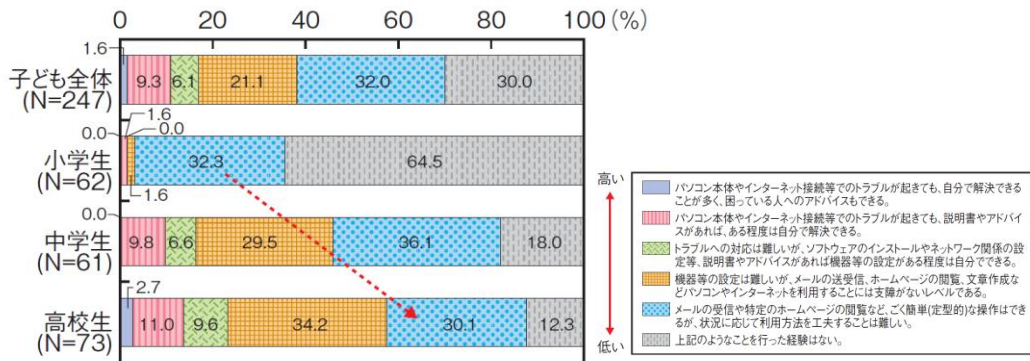 0 20 40 60 80 100 (%)
1.6
子ども全体
(N=247)
9.3 6.1 21.1 32.0 30.0
0.0 1.6 0.0
小学生
(N=62)
32.3 64.5
1.6
0.0
中学生
(N=61)
9.8 6.6 29.5 36.1 18.0
2.7
高校生
(N=73)
11.0 9.6 34.2 30.1 12.3
高い
パソコン本体やインターネット接続等でのトラブルが起きても、自分で解決できる
ことが多く、困っている人へのアドバイスもできる。
パソコン本体やインターネット接続等でのトラブルが起きても、説明書やアドバ
イスがあれば、ある程度は自分で解決できる。
トラブルへの対応は難しいが、ソフトウェアのインストールやネットワーク関係の設
定等、説明書やアドバイスがあれば機器等の設定がある程度は自分でできる。
機器等の設定は難しいが、メールの送受信、ホームページの閲覧、文章作成な
どパソコンやインターネットを利用することには支障がないレベルである。
メールの受信や特定のホームページの閲覧など、ごく簡単(定型的)な操作はで
きるが、状況に応じて利用方法を工夫することは難しい。
上記のようなことを行った経験はない。
低い